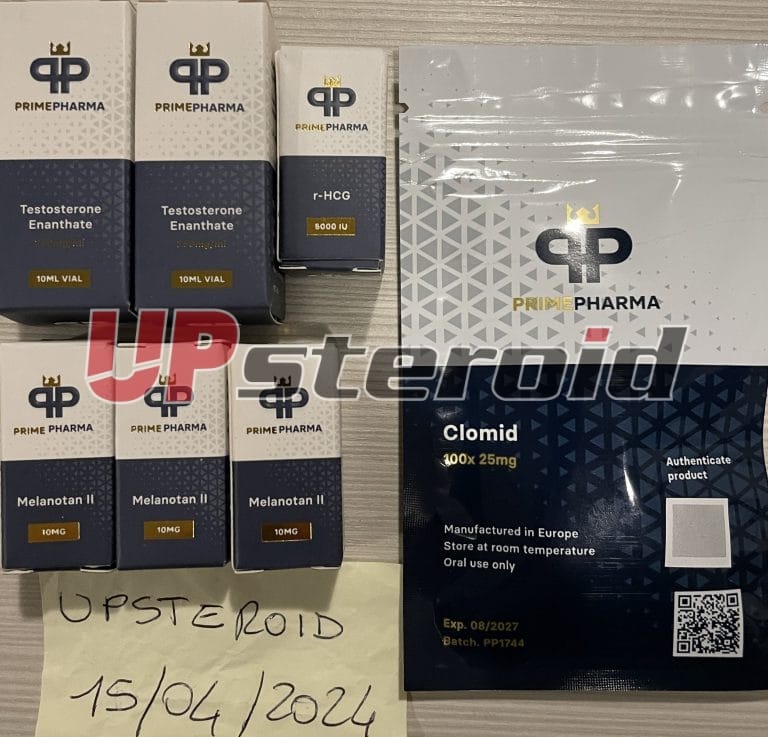 PRIMEPHARMA
Testosterone
Enanthate
10ML VIAL
PRIMEPHARMA
Testosterone
Enanthate
10ML VIAL
PRIMEPHARMA
r-HCG
5000 IU
PRIMEPHARMA
Clomid
100x 25mg
Authenticate
product
Manufactured in Europe
Store at room temperature
Oral use only
Exp. 08/2027
Batch. PP1744
UPsteroid
PRIME PHARMA
Melanotan II
10MG
PRIME PHARMA
Melanotan II
10MG
PRIME PHARMA
Melanotan II
10MG
UPSTEROID
15/04/2024